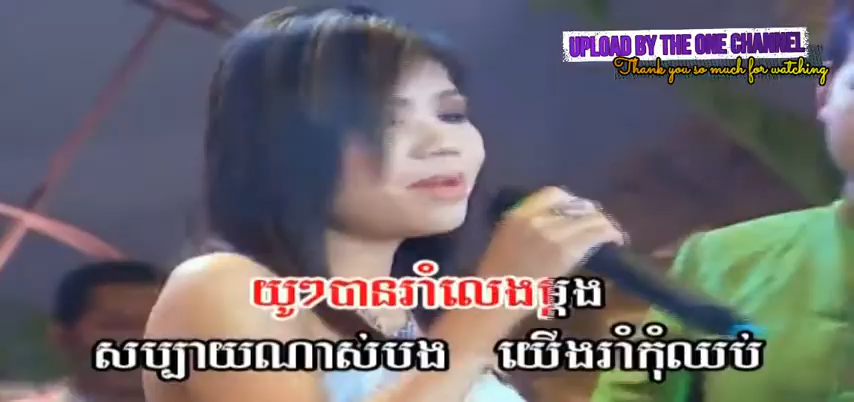 UPLOAD BY THE ONE CHANNEL
Thank you so much for watching
យូៗបានរាំលេងម្ដង
សប្បាយណាស់បង យើងរាំកុំឈប់